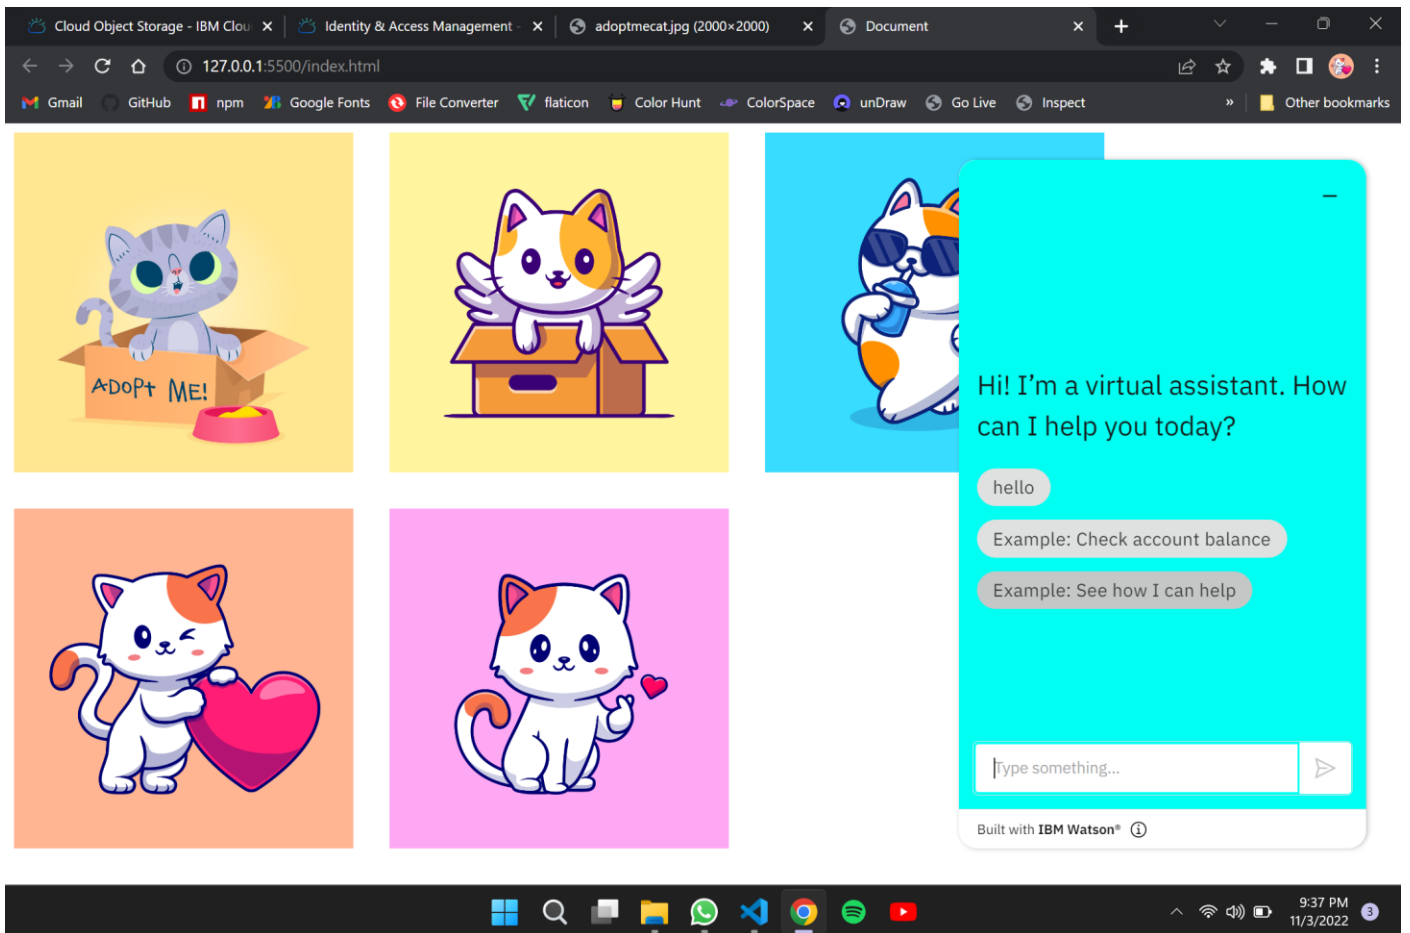 Cloud Object Storage - IBM Clou
Identity & Access Management -
adoptmecat.jpg (2000×2000)
Document
127.0.0.1:5500/index.html
Gmail
GitHub
npm
Google Fonts
File Converter
flaticon
Color Hunt
ColorSpace
unDraw
Go Live
Inspect
»
Other bookmarks
ADOPt ME!
Hi! I’m a virtual assistant. How
can I help you today?
hello
Example: Check account balance
Example: See how I can help
Type something...
Built with IBM Watson®
9:37 PM
11/3/2022
3